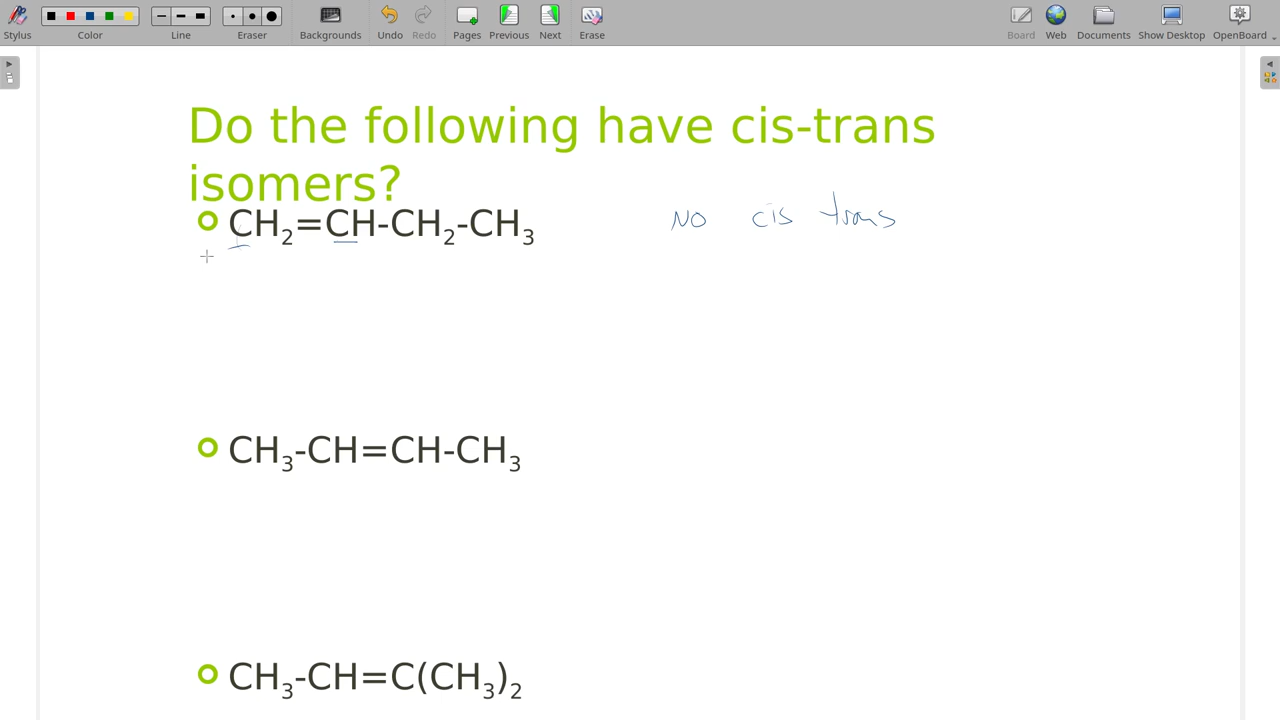 Stylus Color Line Eraser Backgrounds Undo Redo Pages Previous Next Erase Board Web Documents Show Desktop OpenBoard
Do the following have cis-trans
isomers?
CH₂=CH-CH₂-CH₃ NO cis trans
CH₃-CH=CH-CH₃
CH₃-CH=C(CH₃)₂